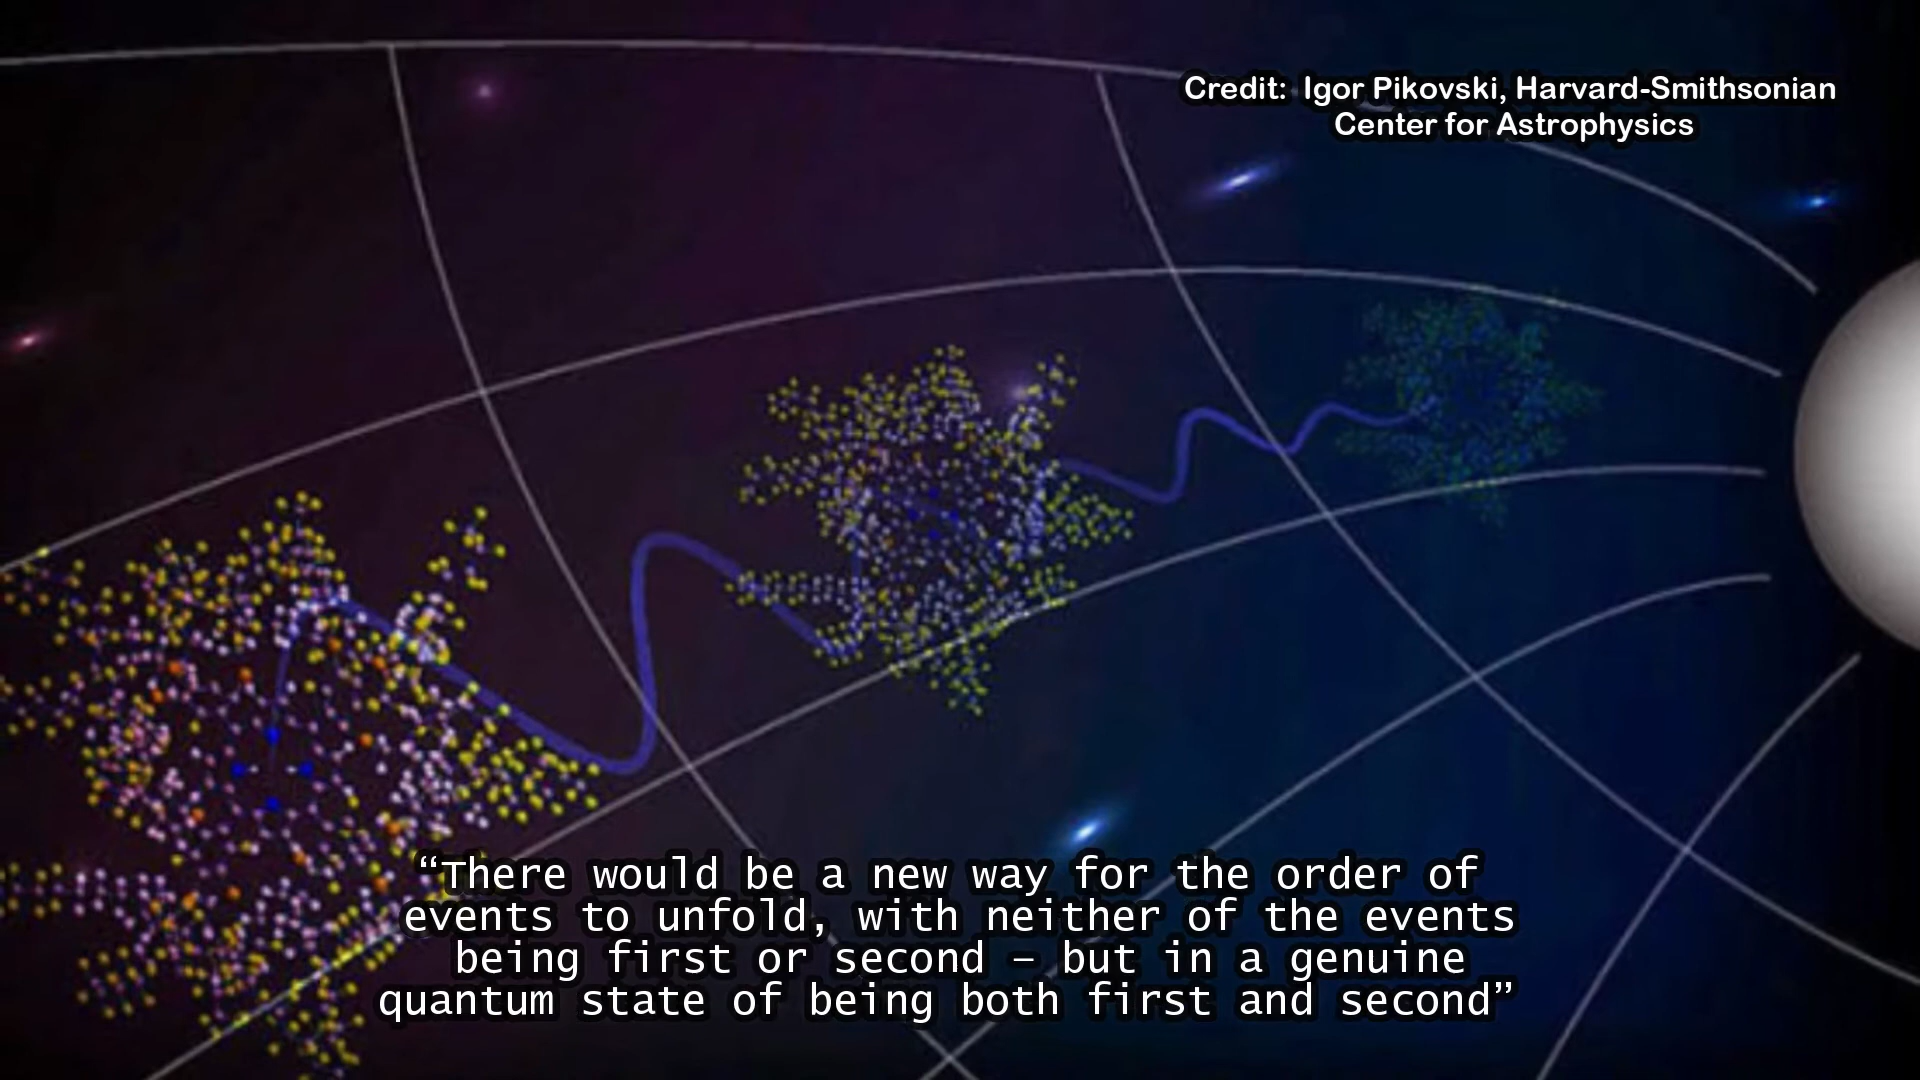 Credit:  Igor Pikovski, Harvard-Smithsonian
Center for Astrophysics
“There would be a new way for the order of
events to unfold, with neither of the events
being first or second – but in a genuine
quantum state of being both first and second”